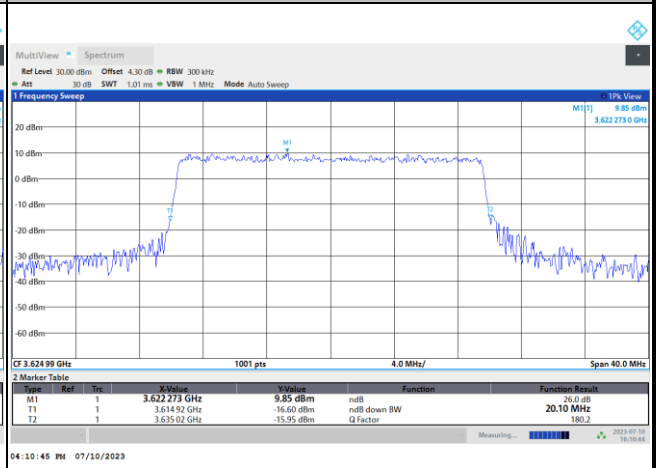 MultiView Spectrum
Ref Level 30.00 dBm Offset 4.30 dB RBW 300 kHz
Att 30 dB SWT 1.01 ms VBW 1 MHz Mode Auto Sweep
1 Frequency Sweep 1Pk View
M1[1] 9.85 dBm
3.622 273 0 GHz
20 dBm
M1
10 dBm
0 dBm
-10 dBm
T1 T2
-20 dBm
-30 dBm
-40 dBm
-50 dBm
-60 dBm
CF 3.624 99 GHz 1001 pts 4.0 MHz/ Span 40.0 MHz
2 Marker Table
Type Ref Trc X-Value Y-Value Function Function Result
M1 1 3.622 273 GHz 9.85 dBm ndB 26.0 dB
T1 1 3.614 92 GHz -16.60 dBm ndB down BW 20.10 MHz
T2 1 3.635 02 GHz -15.95 dBm Q Factor 180.2
Measuring... 2023-07-10
16:10:44
04:10:45 PM 07/10/2023